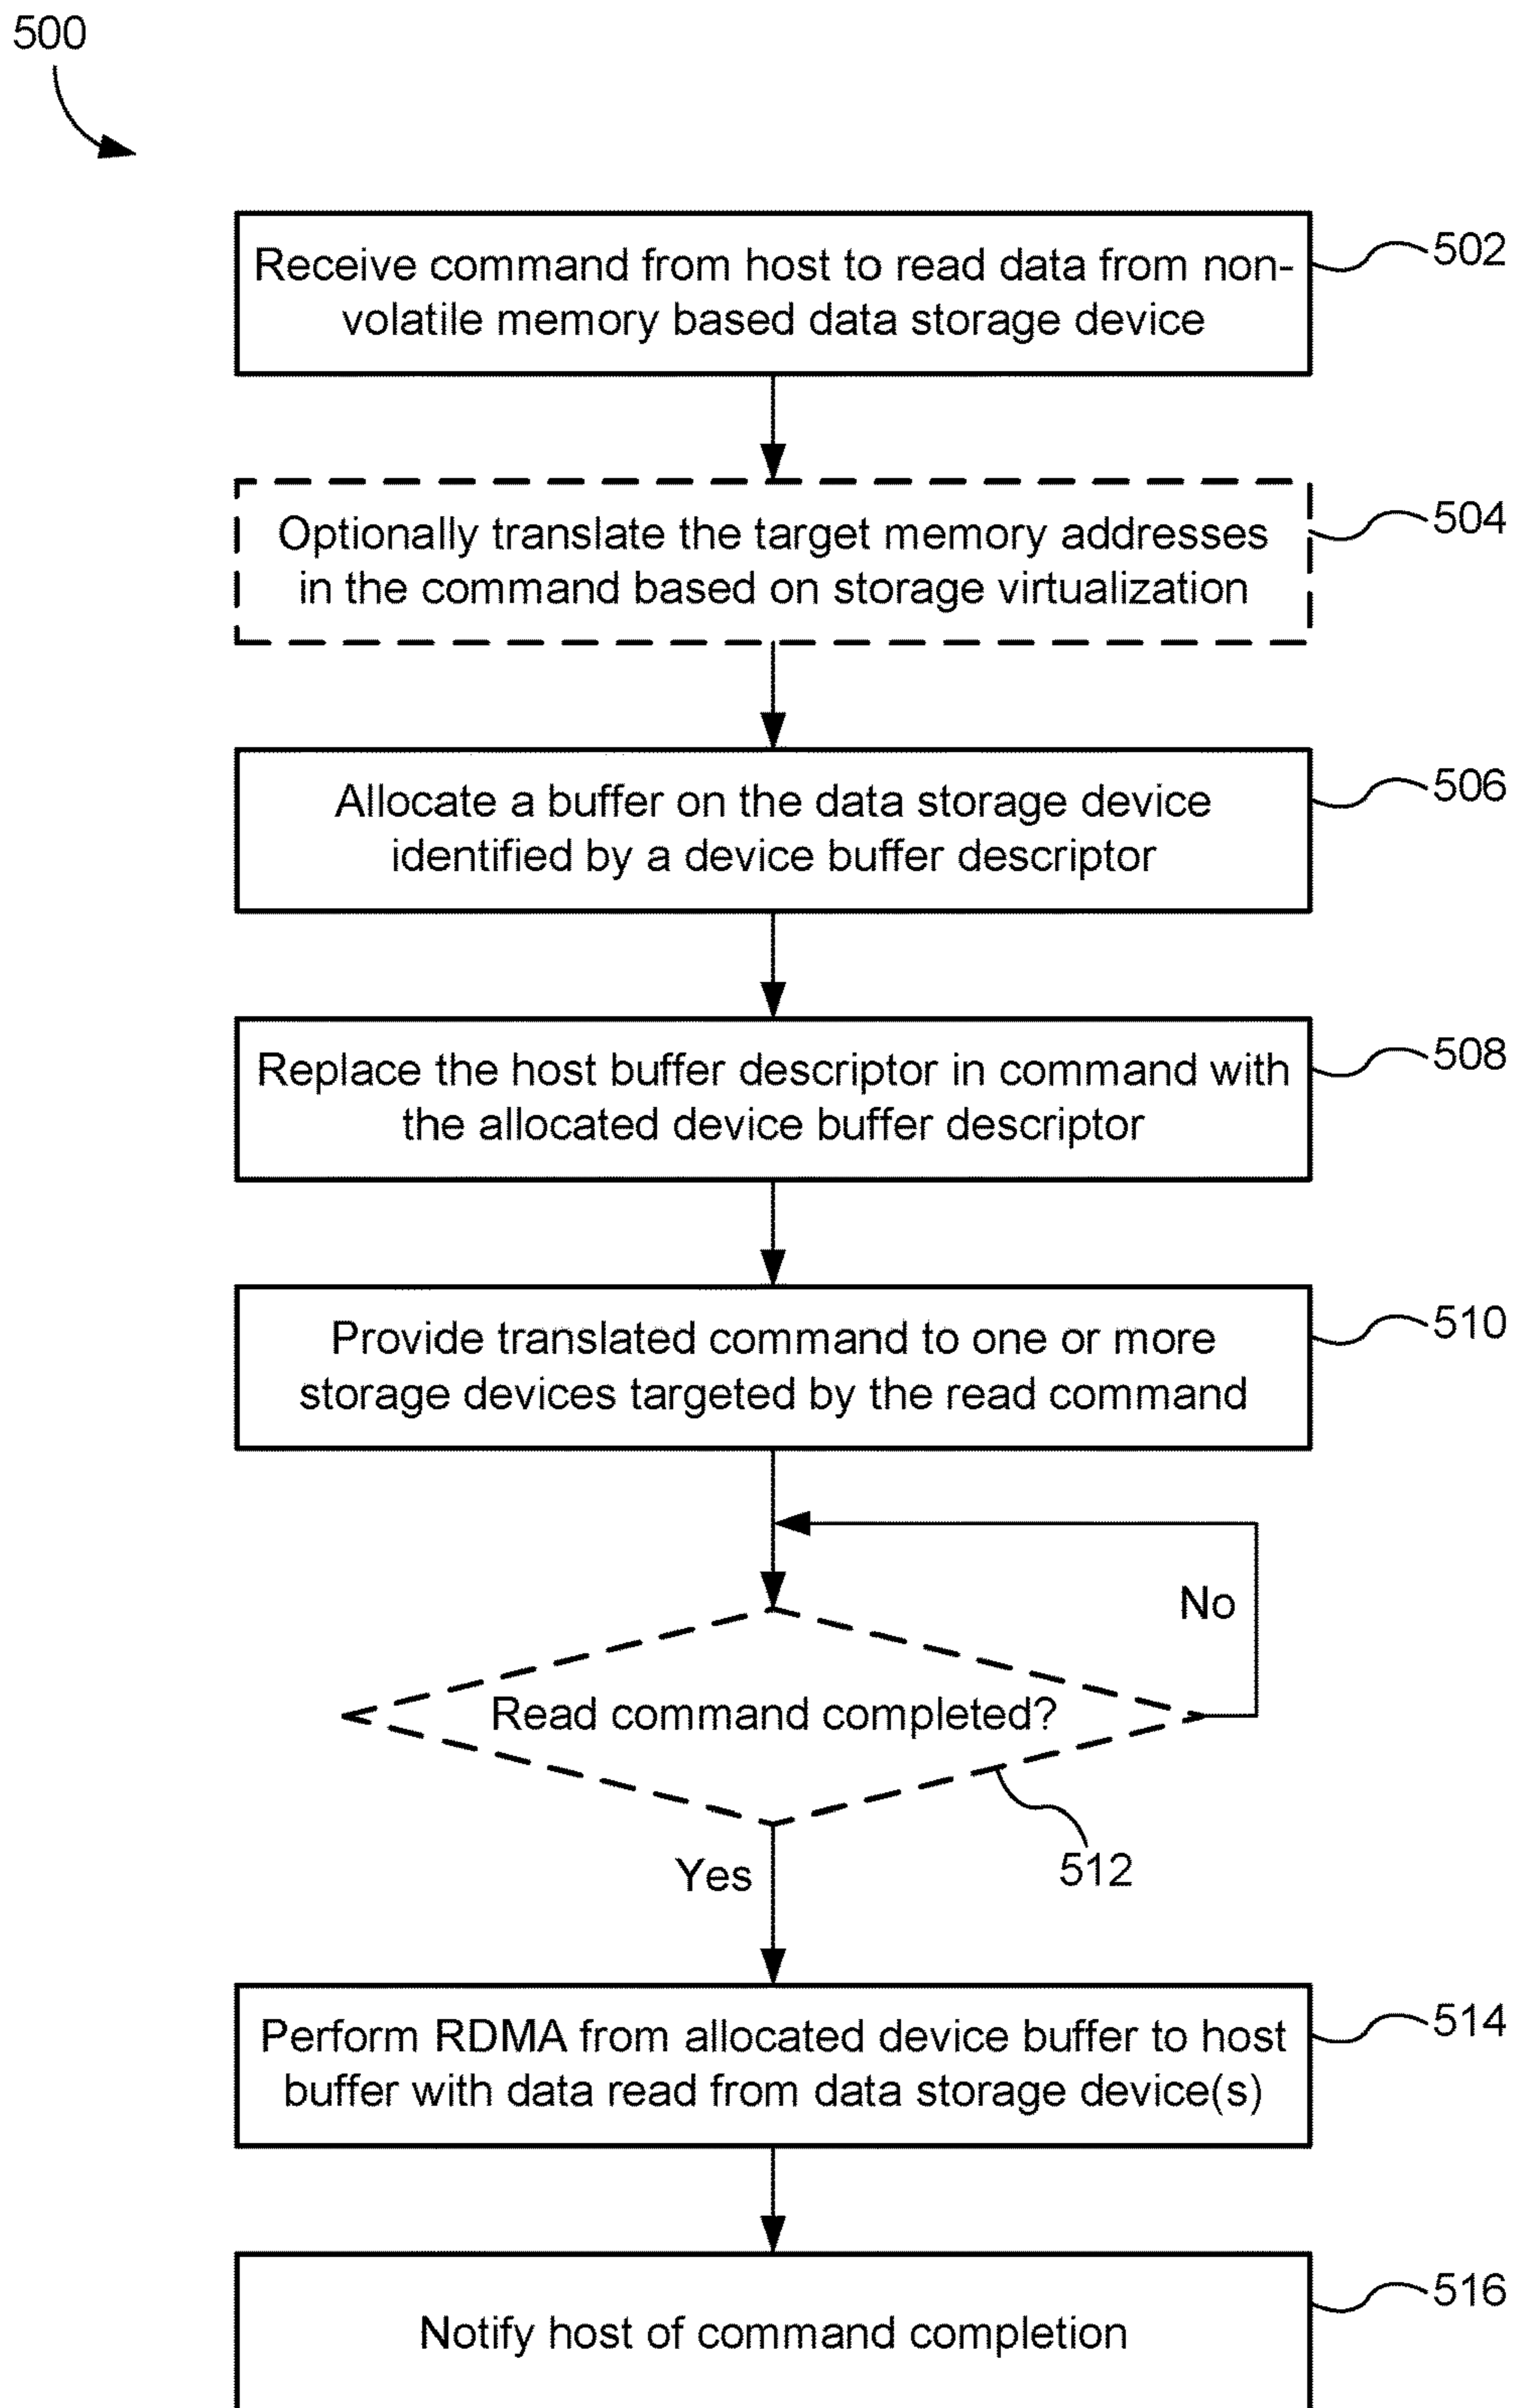 500
Receive command from host to read data from non-
volatile memory based data storage device
502
Optionally translate the target memory addresses
in the command based on storage virtualization
504
Allocate a buffer on the data storage device
identified by a device buffer descriptor
506
Replace the host buffer descriptor in command with
the allocated device buffer descriptor
508
Provide translated command to one or more
storage devices targeted by the read command
510
No
Read command completed?
512
Yes
Perform RDMA from allocated device buffer to host
buffer with data read from data storage device(s)
514
Notify host of command completion
516